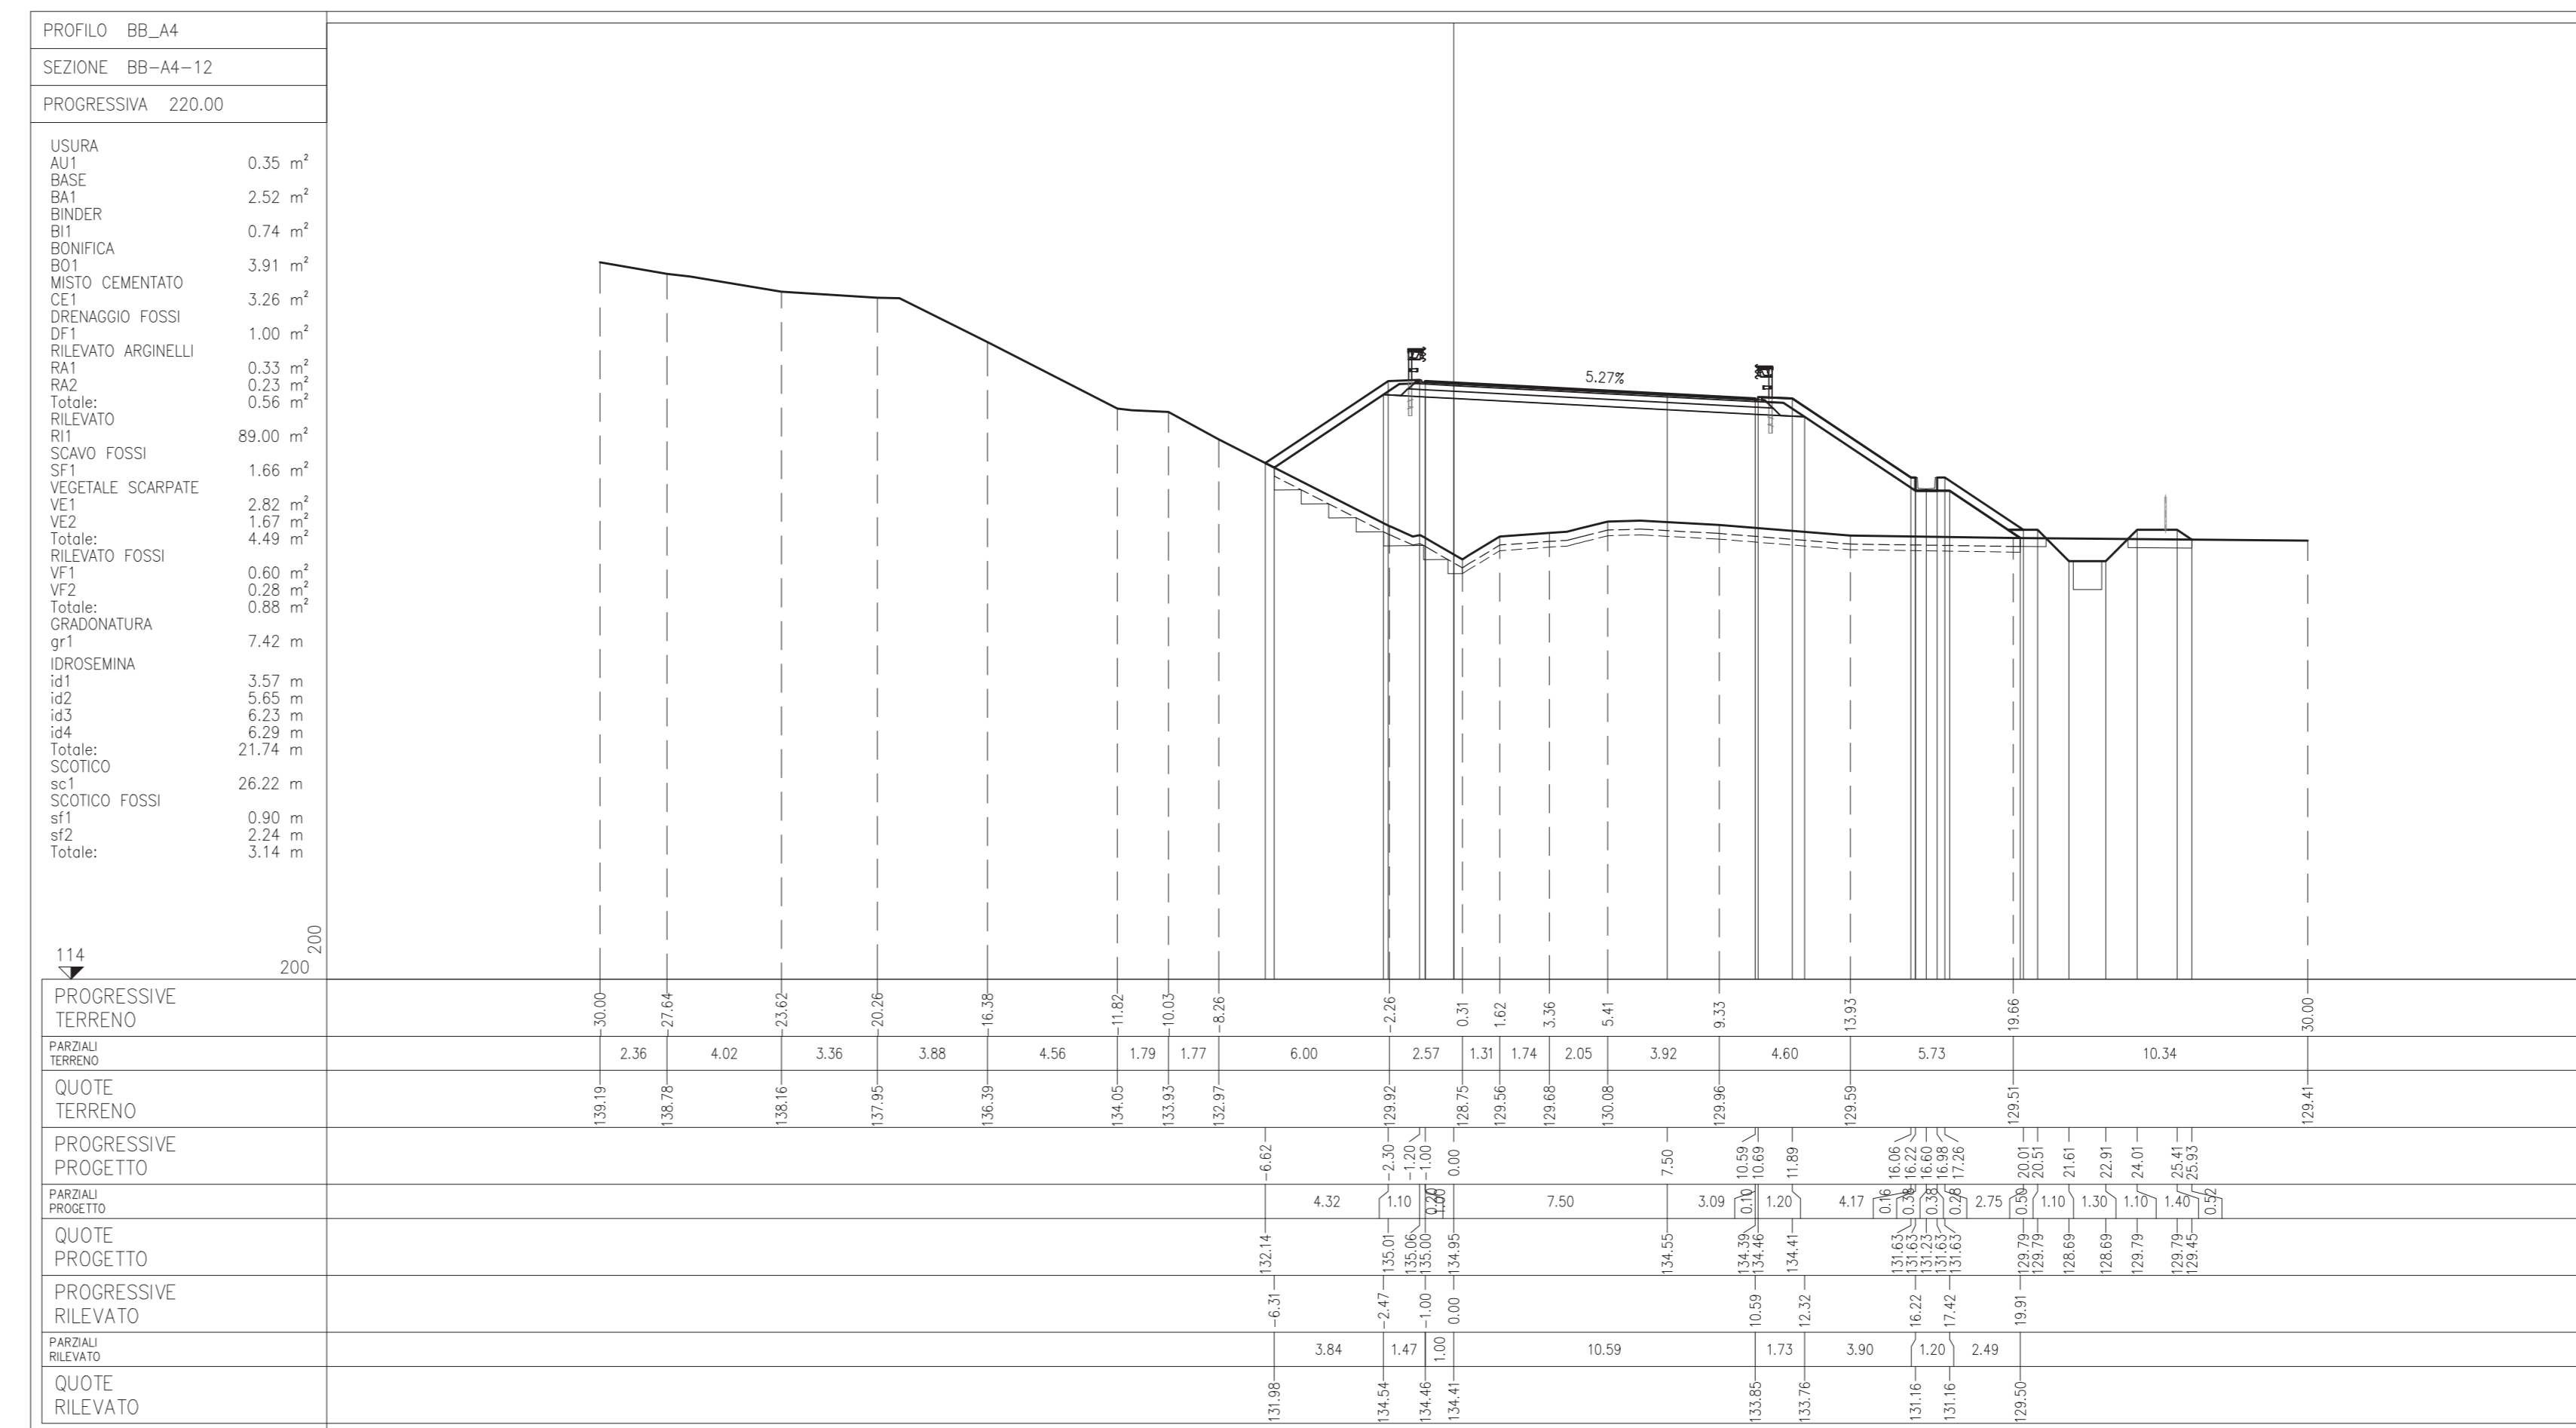 PROFILO BB_A4
SEZIONE BB-A4-12
PROGRESSIVA 220.00
USURA
AU1 0.35 m²
BASE
BA1 2.52 m²
BINDER
BI1 0.74 m²
BONIFICA
BO1 3.91 m²
MISTO CEMENTATO
CE1 3.26 m²
DRENAGGIO FOSSI
DF1 1.00 m²
RILEVATO ARGINELLI
RA1 0.33 m²
RA2 0.23 m²
Totale: 0.56 m²
RILEVATO
RI1 89.00 m²
SCAVO FOSSI
SF1 1.66 m²
VEGETALE SCARPATE
VE1 2.82 m²
VE2 1.67 m²
Totale: 4.49 m²
RILEVATO FOSSI
VF1 0.60 m²
VF2 0.28 m²
Totale: 0.88 m²
GRADONATURA
gr1 7.42 m
IDROSEMINA
id1 3.57 m
id2 5.65 m
id3 6.23 m
id4 6.29 m
Totale: 21.74 m
SCOTICO
sc1 26.22 m
SCOTICO FOSSI
sf1 0.90 m
sf2 2.24 m
Totale: 3.14 m
5.27%
200
114 200
PROGRESSIVE
TERRENO
-30.00 -27.64 -23.62 -20.26 -16.38 -11.82 -10.03 -8.26 -2.26 0.31 1.62 3.36 5.41 9.33 13.93 19.66 30.00
PARZIALI
TERRENO
2.36 4.02 3.36 3.88 4.56 1.79 1.77 6.00 2.57 1.31 1.74 2.05 3.92 4.60 5.73 10.34
QUOTE
TERRENO
139.19 138.78 138.16 137.95 136.39 134.05 133.93 132.97 129.92 128.75 129.56 129.68 130.08 129.96 129.59 129.51 129.41
PROGRESSIVE
PROGETTO
-6.62 -2.30 -1.20 -1.00 0.00 7.50 10.59 10.69 11.89 16.06 16.22 16.60 16.98 17.26 20.01 20.51 21.61 22.91 24.01 25.41 25.93
PARZIALI
PROGETTO
4.32 1.10 0.20 1.00 7.50 3.09 0.10 1.20 4.17 0.16 0.38 0.38 0.28 2.75 0.50 1.10 1.30 1.10 1.40 0.52
QUOTE
PROGETTO
132.14 135.01 135.06 135.00 134.95 134.55 134.39 134.46 134.41 131.63 131.63 131.23 131.63 131.63 129.79 129.79 128.69 128.69 129.79 129.79 129.45
PROGRESSIVE
RILEVATO
-6.31 -2.47 -1.00 0.00 10.59 12.32 16.22 17.42 19.91
PARZIALI
RILEVATO
3.84 1.47 1.00 10.59 1.73 3.90 1.20 2.49
QUOTE
RILEVATO
131.98 134.54 134.46 134.41 133.85 133.76 131.16 131.16 129.50